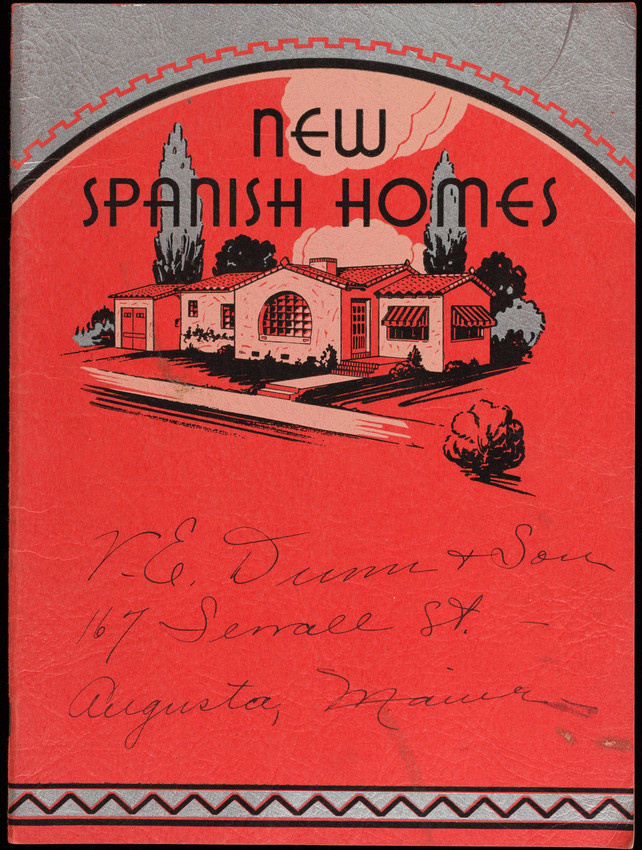 NEW
SPANISH HOMES
V. E. Dunn & Son
167 Sewall St. –
Augusta, Maine